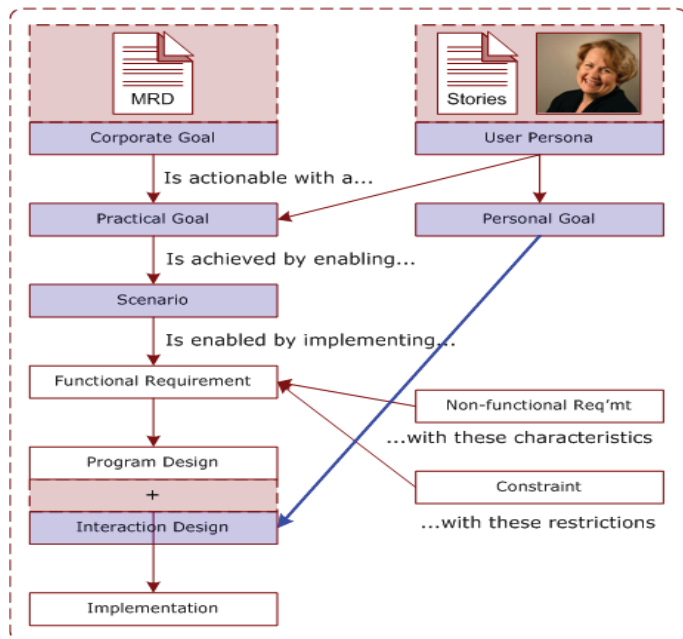 MRD
Stories
Corporate Goal
User Persona
Is actionable with a...
Practical Goal
Personal Goal
Is achieved by enabling...
Scenario
Is enabled by implementing...
Functional Requirement
Non-functional Req'mt
...with these characteristics
Program Design
+
Constraint
Interaction Design
...with these restrictions
Implementation